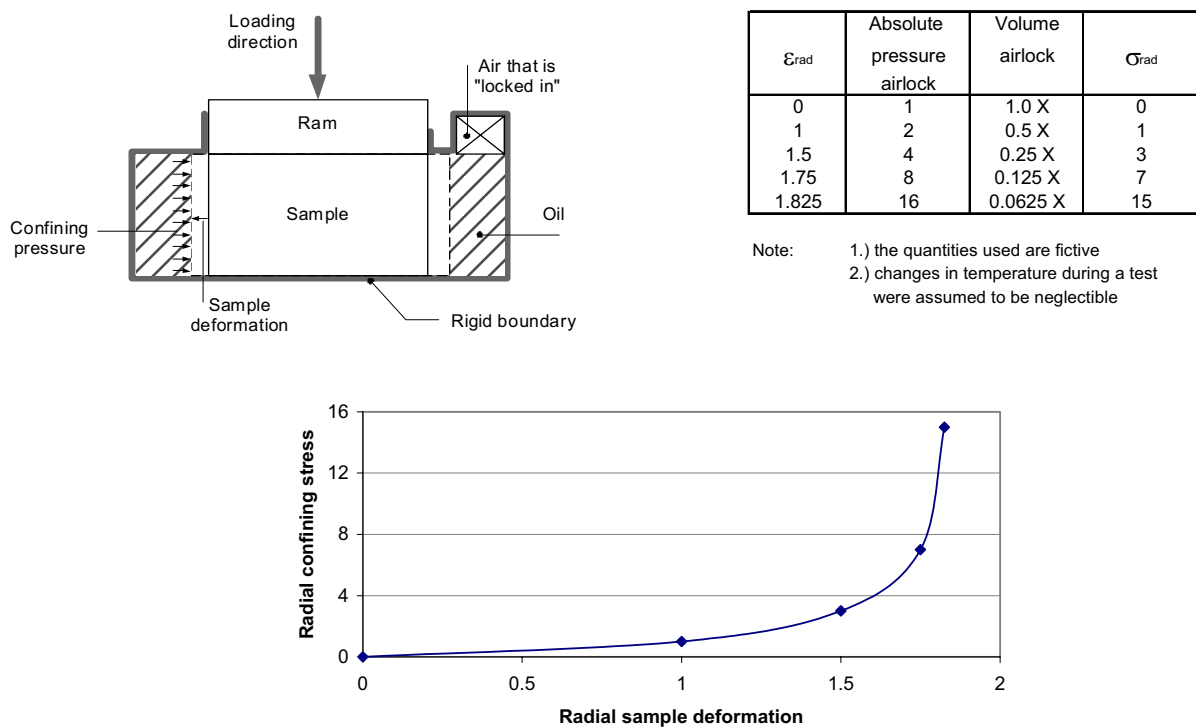 Loading
direction
Air that is
"locked in"
Ram
Sample
Oil
Confining
pressure
Sample
deformation
Rigid boundary
εrad Absolute pressure airlock Volume airlock σrad
0 1 1.0 X 0
1 2 0.5 X 1
1.5 4 0.25 X 3
1.75 8 0.125 X 7
1.825 16 0.0625 X 15
Note: 1.) the quantities used are fictive
2.) changes in temperature during a test
were assumed to be neglectible
Radial confining stress
16
12
8
4
0
0 0.5 1 1.5 2
Radial sample deformation